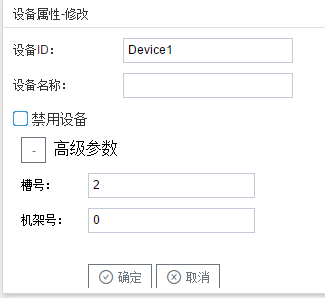 设备属性-修改
设备ID： Device1
设备名称：
禁用设备
- 高级参数
槽号： 2
机架号： 0
确定 取消